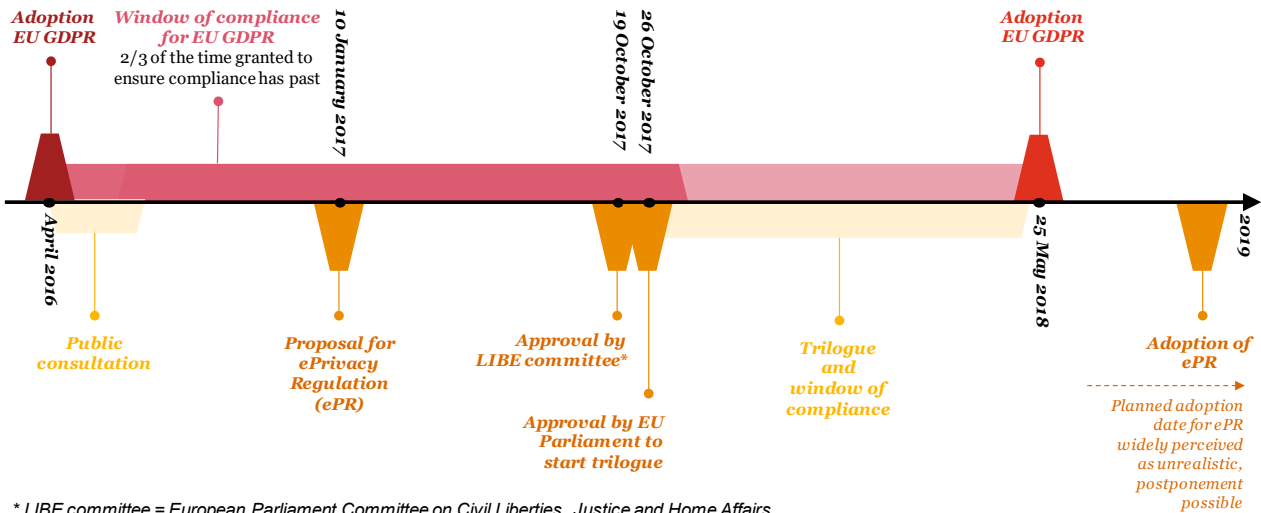 Adoption
EU GDPR
Window of compliance
for EU GDPR
2/3 of the time granted to
ensure compliance has past
10 January 2017
19 October 2017
26 October 2017
Adoption
EU GDPR
April 2016
25 May 2018
2019
Public
consultation
Proposal for
ePrivacy
Regulation
(ePR)
Approval by
LIBE committee*
Approval by EU
Parliament to
start trilogue
Trilogue
and
window of
compliance
Adoption of
ePR
Planned adoption
date for ePR
widely perceived
as unrealistic,
postponement
possible
* LIBE committee = European Parliament Committee on Civil Liberties, Justice and Home Affairs